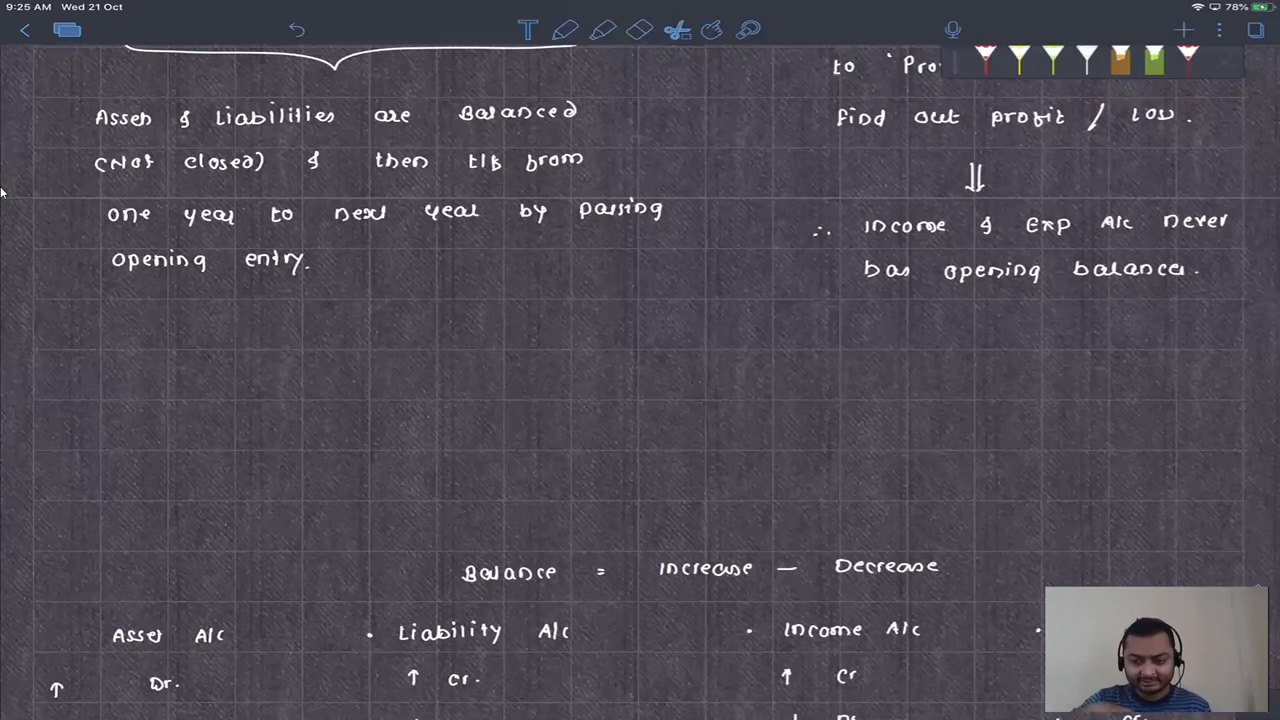 9:25 AM Wed 21 Oct
78%
T
to 'Pro
Assets & Liabilities are Balanced
(Not closed) & then t/f from
one year to next year by passing
opening entry.
find out profit / Loss.
∴ Income & Exp A/c never
has opening balances.
Balance = Increase - Decrease
Asset A/c
↑ Dr.
• Liability A/c
↑ Cr.
• Income A/c
↑ Cr